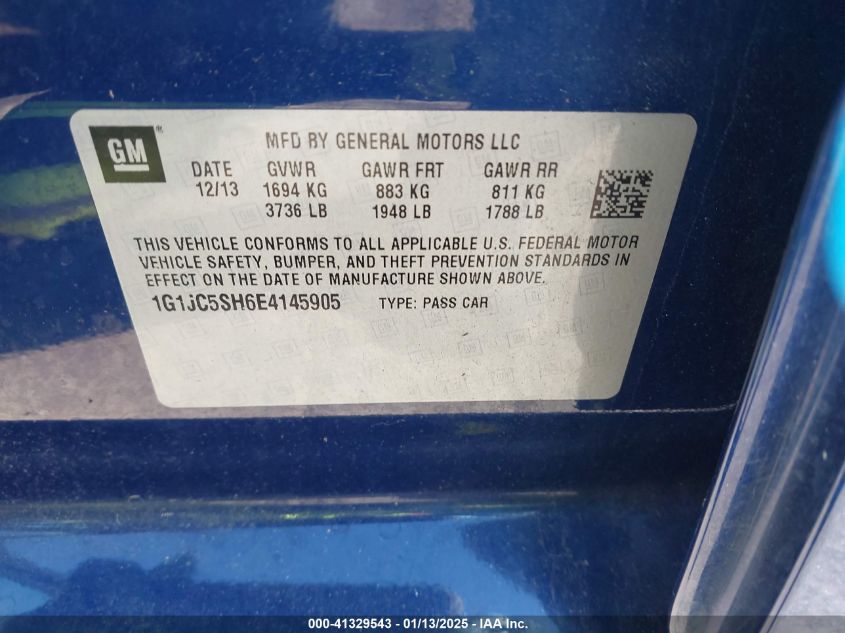 GM
®
MFD BY GENERAL MOTORS LLC
DATE GVWR GAWR FRT GAWR RR
12/13 1694 KG 883 KG 811 KG
3736 LB 1948 LB 1788 LB
THIS VEHICLE CONFORMS TO ALL APPLICABLE U.S. FEDERAL MOTOR
VEHICLE SAFETY, BUMPER, AND THEFT PREVENTION STANDARDS IN
EFFECT ON THE DATE OF MANUFACTURE SHOWN ABOVE.
1G1JC5SH6E4145905 TYPE: PASS CAR
000-41329543 - 01/13/2025 - IAA Inc.